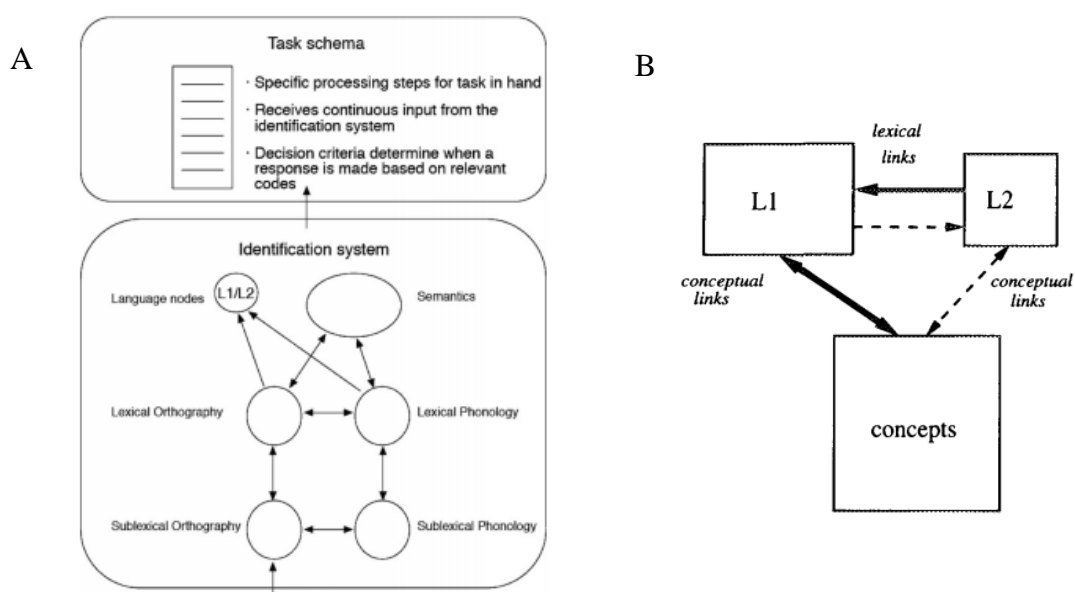 A
Task schema
· Specific processing steps for task in hand
· Receives continuous input from the
identification system
· Decision criteria determine when a
response is made based on relevant
codes
Identification system
Language nodes
L1/L2
Semantics
Lexical Orthography
Lexical Phonology
Sublexical Orthography
Sublexical Phonology
B
lexical
links
L1
L2
conceptual
links
conceptual
links
concepts